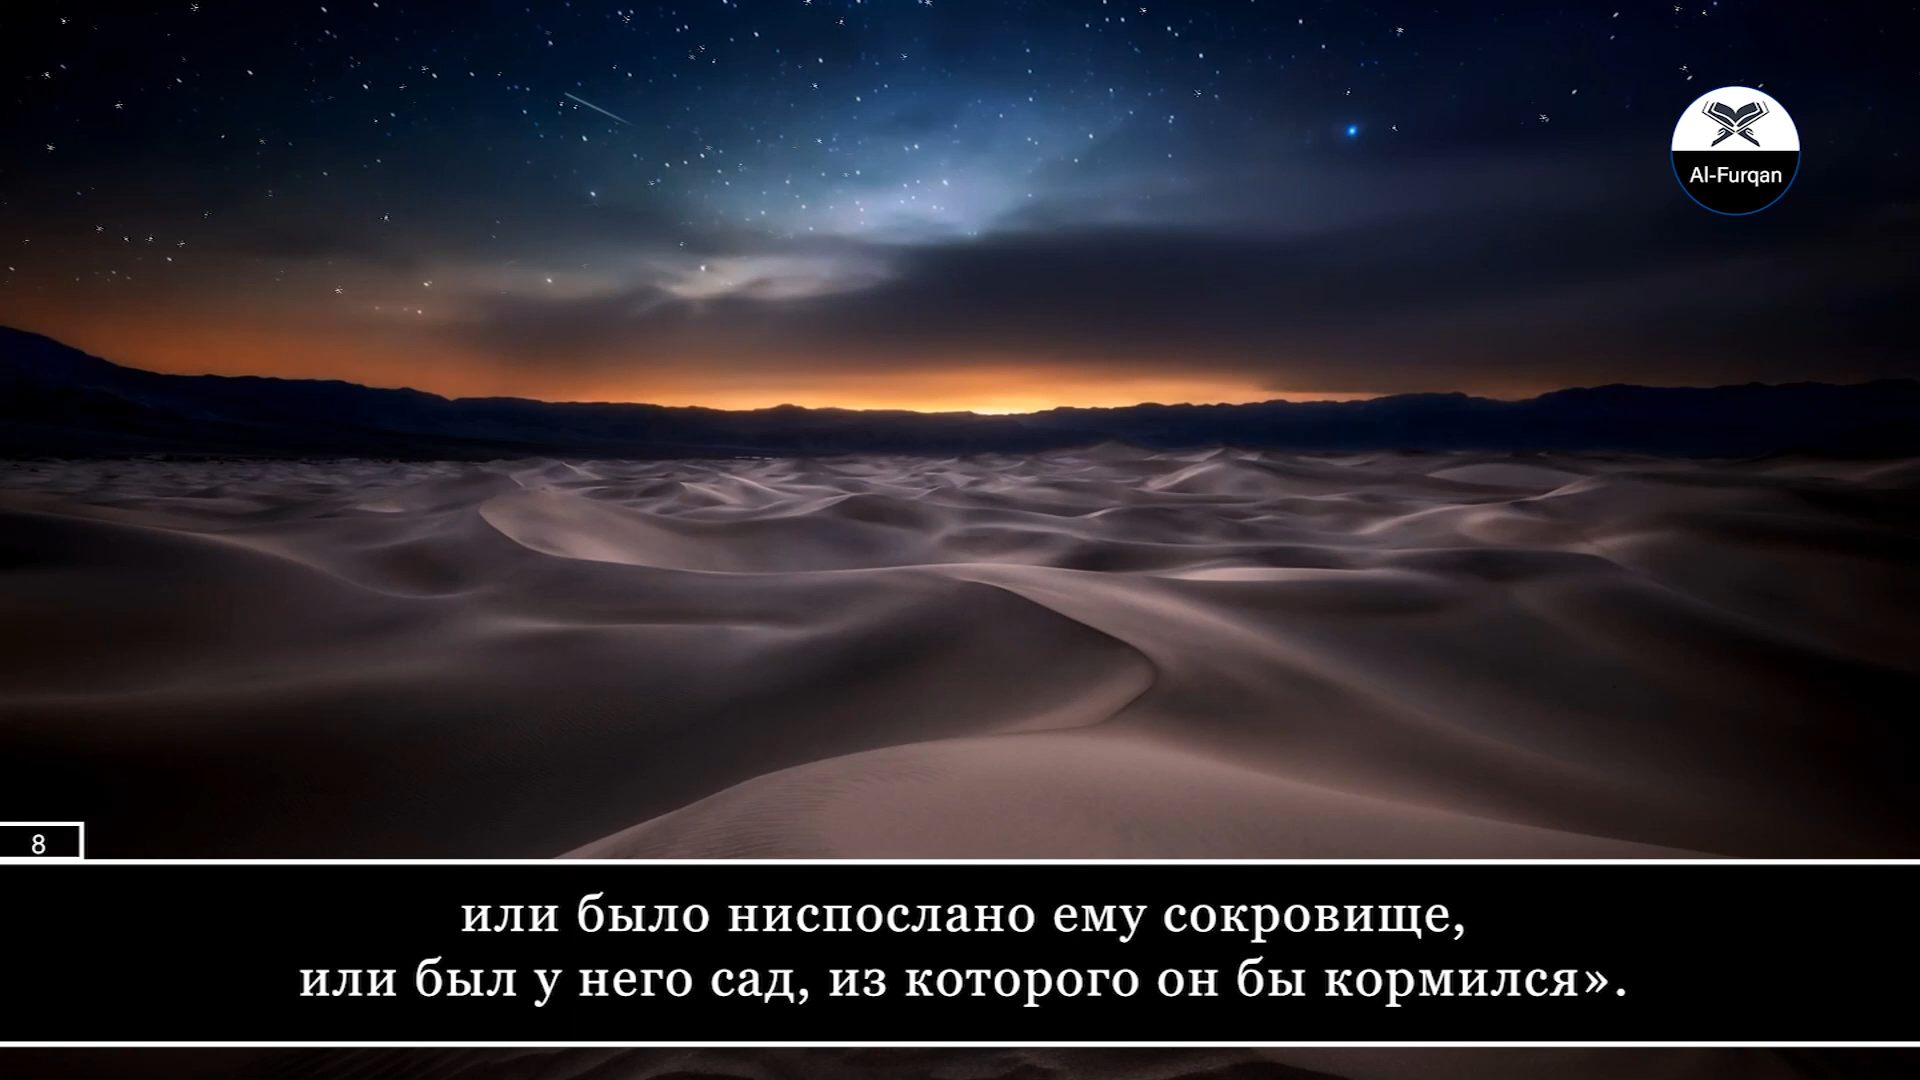 Al-Furqan
8
или было ниспослано ему сокровище,
или был у него сад, из которого он бы кормился».